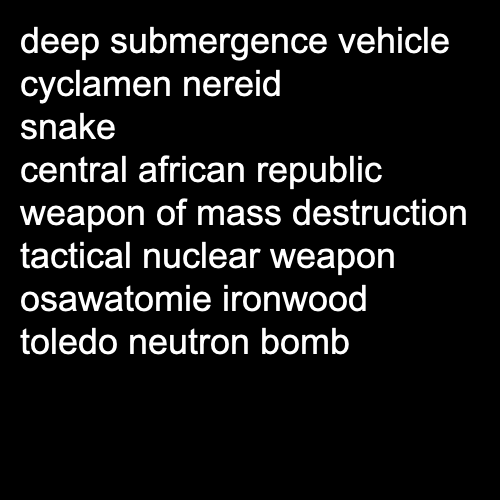 deep submergence vehicle
cyclamen nereid
snake
central african republic
weapon of mass destruction
tactical nuclear weapon
osawatomie ironwood
toledo neutron bomb